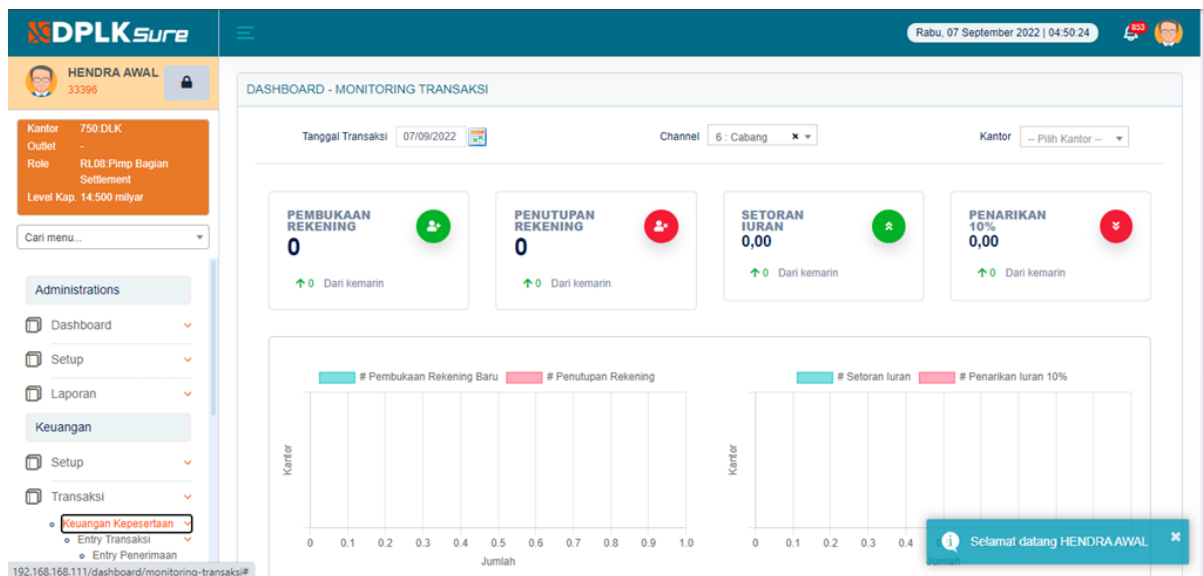 DPLKSure
Rabu, 07 September 2022 | 04:50:24
853
HENDRA AWAL
33396
Kantor 750:DLK
Outlet -
Role RL08:Pimp Bagian
Settlement
Level Kap. 14:500 milyar
Cari menu...
Administrations
Dashboard
Setup
Laporan
Keuangan
Setup
Transaksi
Keuangan Kepesertaan
Entry Transaksi
Entry Penerimaan
192.168.168.111/dashboard/monitoring-transaksi#
DASHBOARD - MONITORING TRANSAKSI
Tanggal Transaksi 07/09/2022 Channel 6 : Cabang Kantor -- Pilih Kantor --
PEMBUKAAN
REKENING
0
0 Dari kemarin
PENUTUPAN
REKENING
0
0 Dari kemarin
SETORAN
IURAN
0,00
0 Dari kemarin
PENARIKAN
10%
0,00
0 Dari kemarin
# Pembukaan Rekening Baru # Penutupan Rekening
Kantor
0 0.1 0.2 0.3 0.4 0.5 0.6 0.7 0.8 0.9 1.0
Jumlah
# Setoran Iuran # Penarikan Iuran 10%
Kantor
0 0.1 0.2 0.3 0.4
Jumlah
Selamat datang HENDRA AWAL